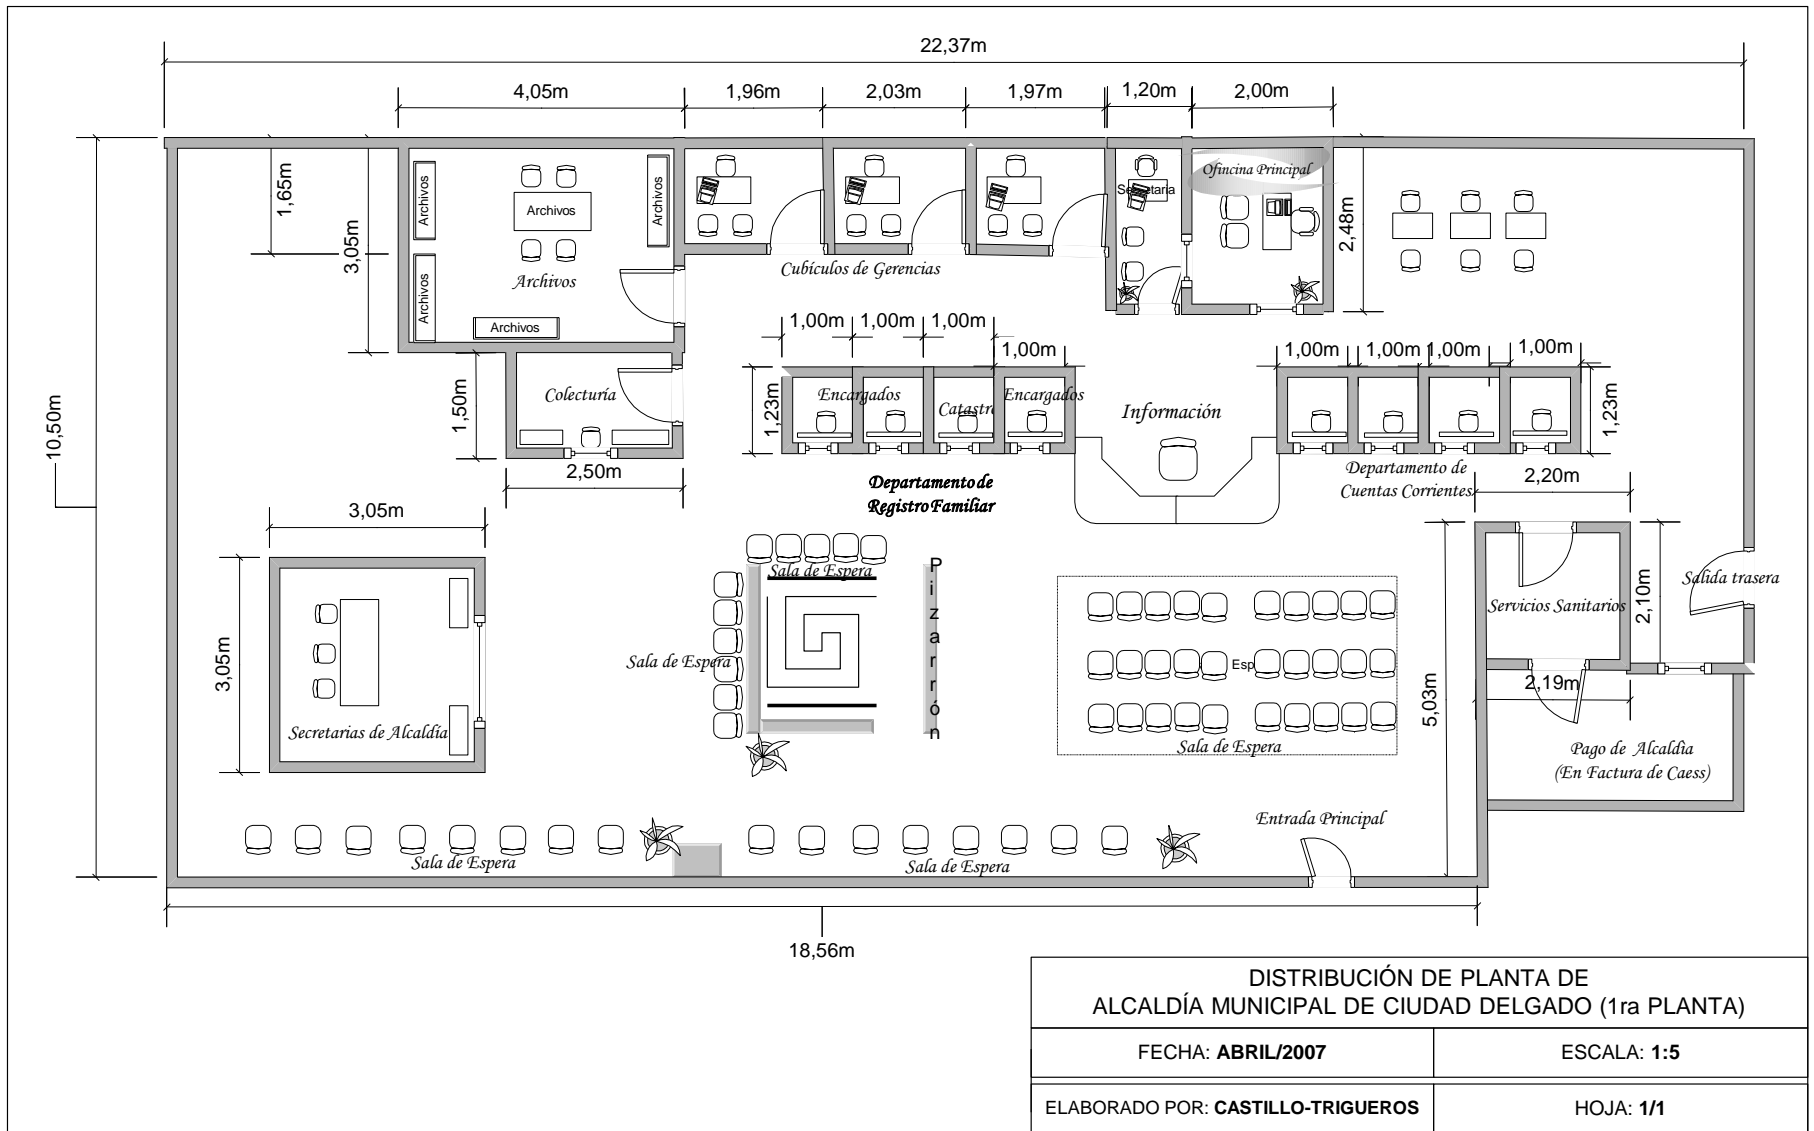 22,37m
4,05m
1,96m
2,03m
1,97m
1,20m
2,00m
1,65m
3,05m
2,48m
10,50m
Archivos
Archivos
Archivos
Archivos
Archivos
Archivos
Secretaria
Ofincina Principal
Cubículos de Gerencias
1,00m
1,00m
1,00m
1,00m
1,00m
1,00m
1,00m
1,00m
1,50m
Colecturía
2,50m
1,23m
Encargados
Catastr
Encargados
Información
1,23m
Departamento de
Registro Familiar
Departamento de
Cuentas Corrientes
2,20m
3,05m
3,05m
Secretarias de Alcaldía
Sala de Espera
Sala de Espera
Pizarrón
Esp
Sala de Espera
5,03m
Servicios Sanitarios
2,10m
Salida trasera
2,19m
Pago de Alcaldìa
(En Factura de Caess)
Entrada Principal
Sala de Espera
Sala de Espera
18,56m
DISTRIBUCIÓN DE PLANTA DE
ALCALDÍA MUNICIPAL DE CIUDAD DELGADO (1ra PLANTA)
FECHA: ABRIL/2007
ESCALA: 1:5
ELABORADO POR: CASTILLO-TRIGUEROS
HOJA: 1/1